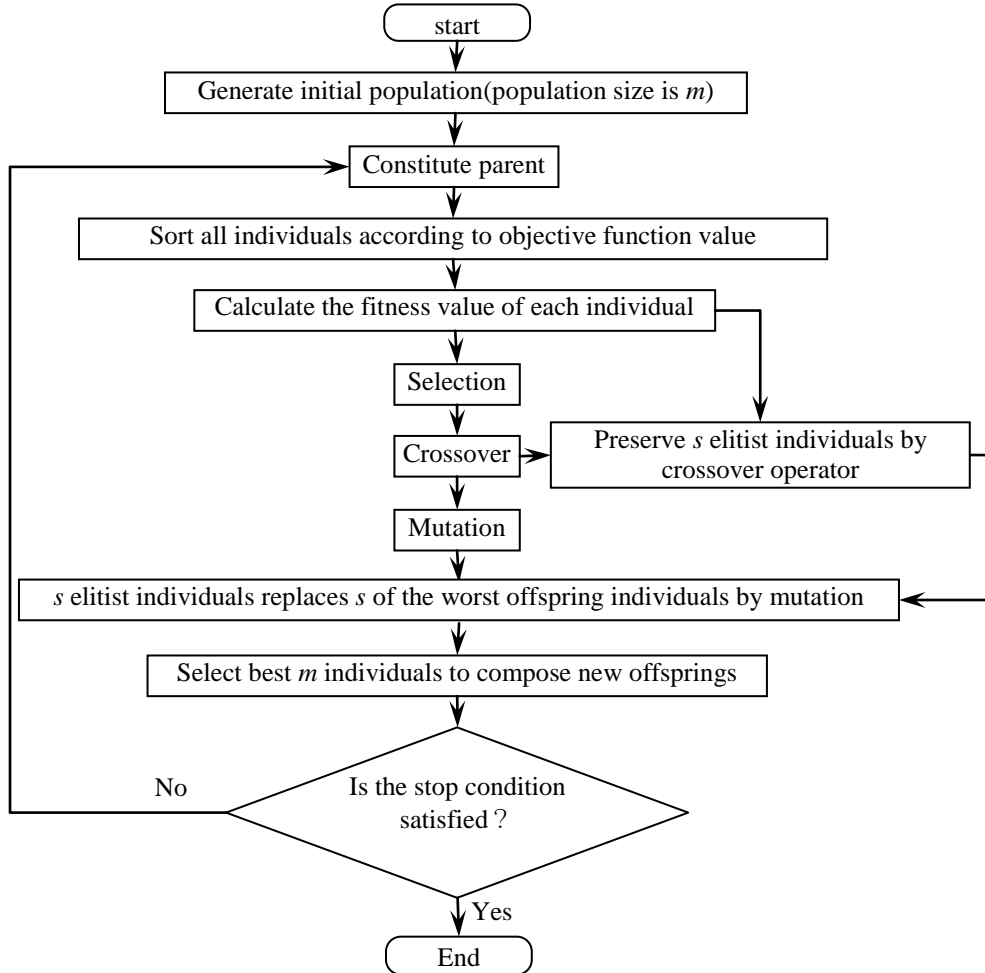 start
Generate initial population(population size is m)
Constitute parent
Sort all individuals according to objective function value
Calculate the fitness value of each individual
Selection
Crossover
Preserve s elitist individuals by
crossover operator
Mutation
s elitist individuals replaces s of the worst offspring individuals by mutation
Select best m individuals to compose new offsprings
No
Is the stop condition
satisfied？
Yes
End